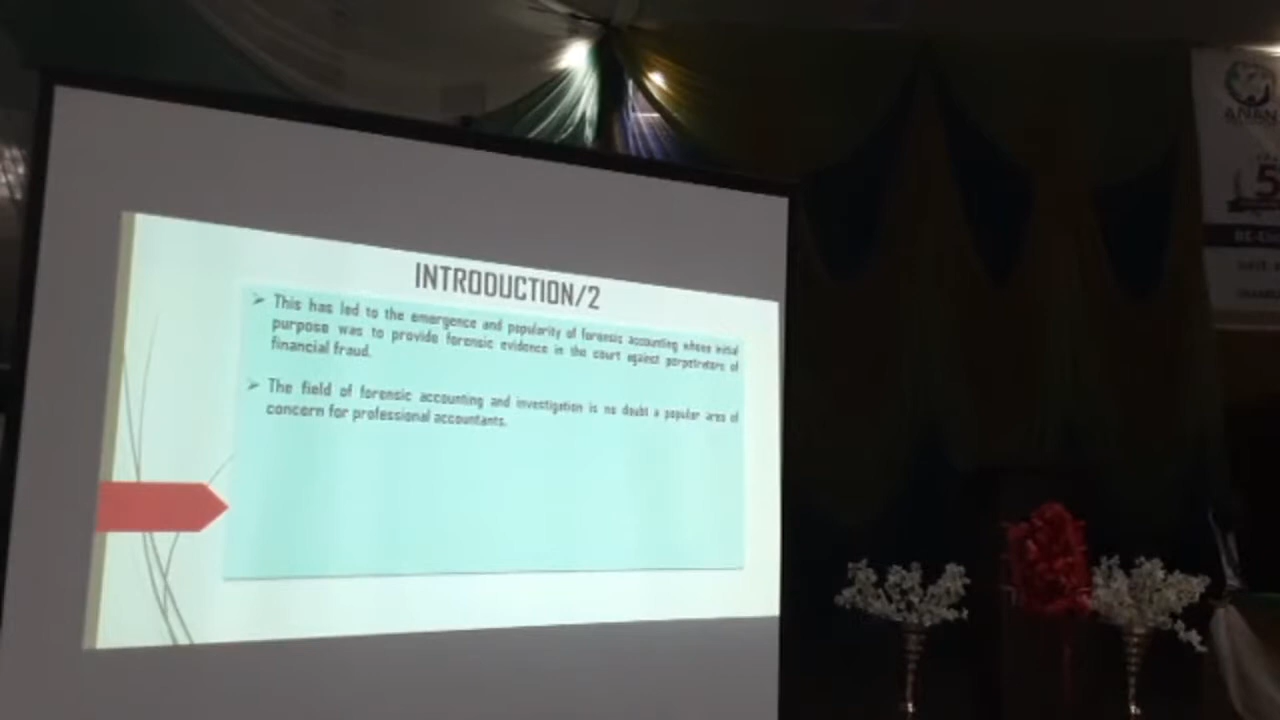 INTRODUCTION/2
➢ This has led to the emergence and popularity of forensic accounting whose initial
purpose was to provide forensic evidence in the court against perpetrators of
financial fraud.
➢ The field of forensic accounting and investigation is no doubt a popular area of
concern for professional accountants.
ANAN
5